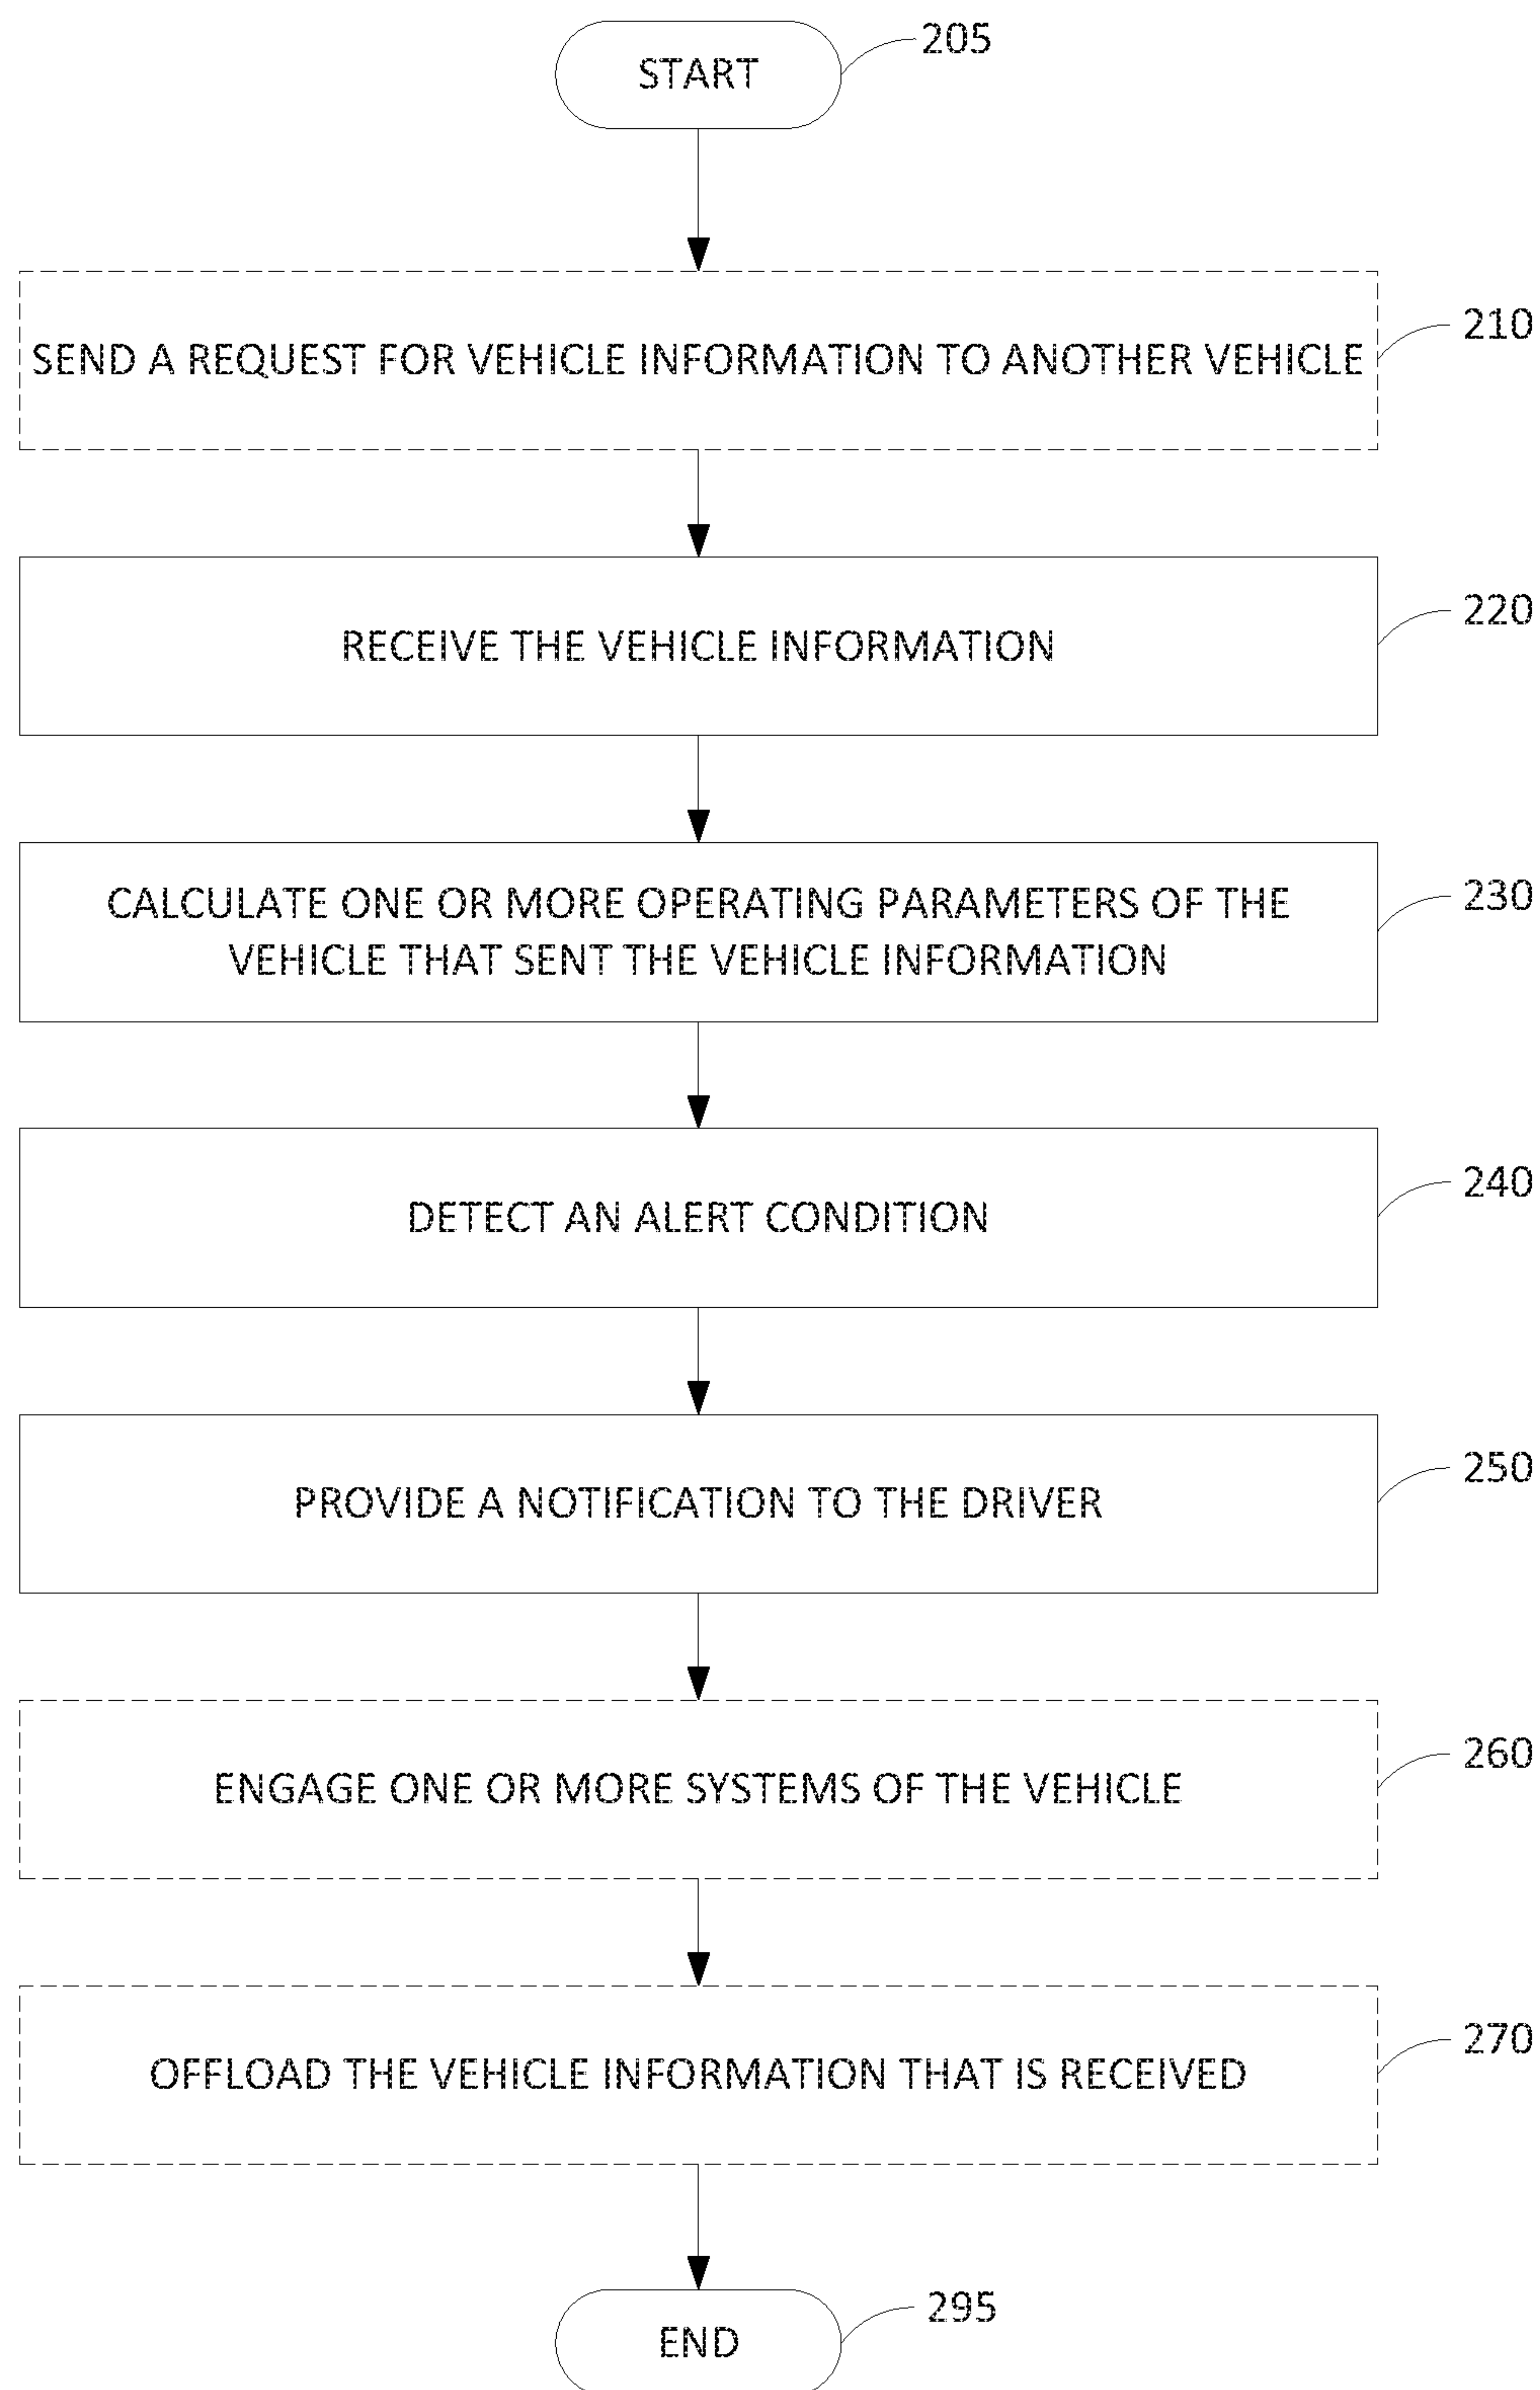 START
205
SEND A REQUEST FOR VEHICLE INFORMATION TO ANOTHER VEHICLE
210
RECEIVE THE VEHICLE INFORMATION
220
CALCULATE ONE OR MORE OPERATING PARAMETERS OF THE
VEHICLE THAT SENT THE VEHICLE INFORMATION
230
DETECT AN ALERT CONDITION
240
PROVIDE A NOTIFICATION TO THE DRIVER
250
ENGAGE ONE OR MORE SYSTEMS OF THE VEHICLE
260
OFFLOAD THE VEHICLE INFORMATION THAT IS RECEIVED
270
END
295